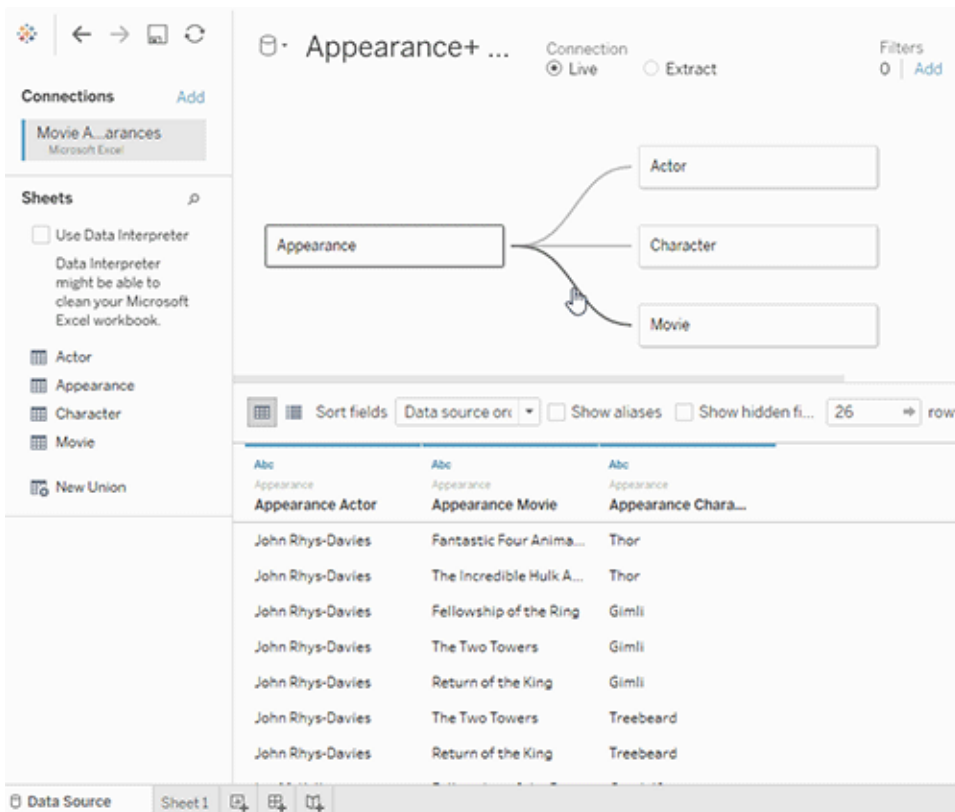 Appearance+ ...
Connection
Live
Extract
Filters
0 | Add
Connections
Add
Movie A...arances
Microsoft Excel
Sheets
Use Data Interpreter
Data Interpreter
might be able to
clean your Microsoft
Excel workbook.
Actor
Appearance
Character
Movie
New Union
Appearance
Actor
Character
Movie
Sort fields
Data source or
Show aliases
Show hidden fi...
26
row
Abc
Appearance
Appearance Actor
Abc
Appearance
Appearance Movie
Abc
Appearance
Appearance Chara...
John Rhys-Davies Fantastic Four Anima... Thor
John Rhys-Davies The Incredible Hulk A... Thor
John Rhys-Davies Fellowship of the Ring Gimli
John Rhys-Davies The Two Towers Gimli
John Rhys-Davies Return of the King Gimli
John Rhys-Davies The Two Towers Treebeard
John Rhys-Davies Return of the King Treebeard
Data Source
Sheet 1